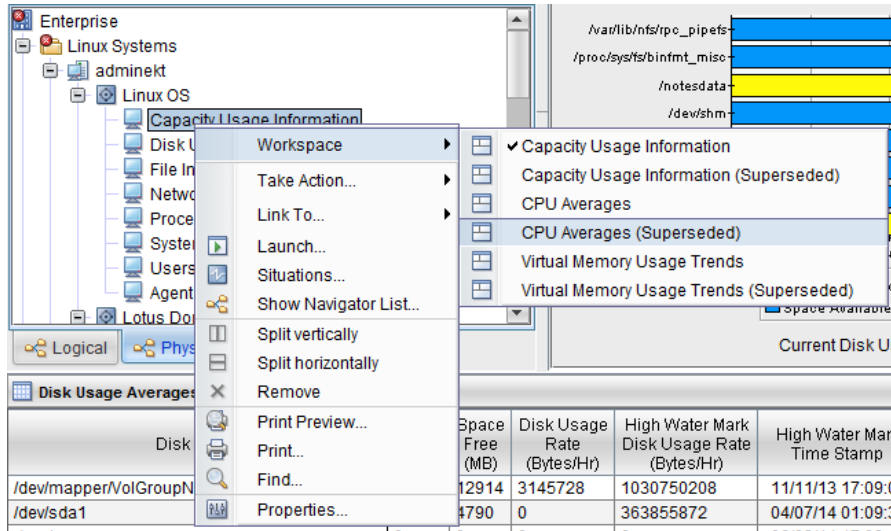 Enterprise
Linux Systems
adminekt
Linux OS
Capacity Usage Information
Disk
File In
Netwo
Proce
System
Users
Agent
Lotus Do
Logical
Phys
/var/lib/nfs/rpc_pipefs
/proc/sys/fs/binfmt_misc
/notesdata
/dev/shm
Space Available
Current Disk U
Workspace
Take Action...
Link To...
Launch...
Situations...
Show Navigator List...
Split vertically
Split horizontally
Remove
Print Preview...
Print...
Find...
Properties...
Capacity Usage Information
Capacity Usage Information (Superseded)
CPU Averages
CPU Averages (Superseded)
Virtual Memory Usage Trends
Virtual Memory Usage Trends (Superseded)
Disk Usage Averages
Disk
Space Free (MB)
Disk Usage Rate (Bytes/Hr)
High Water Mark Disk Usage Rate (Bytes/Hr)
High Water Mar
Time Stamp
/dev/mapper/VolGroupN 12914 3145728 1030750208 11/11/13 17:09:0
/dev/sda1 4790 0 363855872 04/07/14 01:09:3